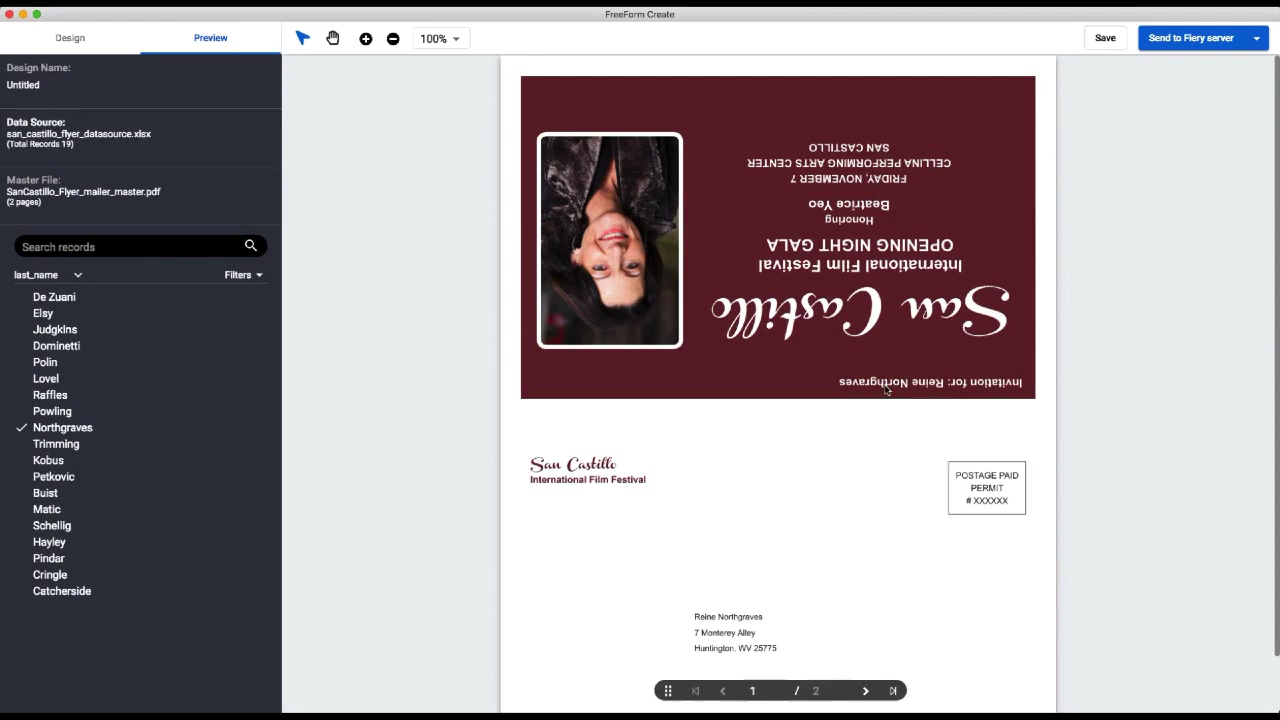 FreeForm Create
Design
Preview
100%
Save
Send to Fiery server
Design Name:
Untitled
Data Source:
san_castillo_flyer_datasource.xlsx
(Total Records 19)
Master File:
SanCastillo_Flyer_mailer_master.pdf
(2 pages)
Search records
last_name
Filters
De Zuani
Elsy
Judgkins
Dominetti
Polin
Lovel
Raffles
Powling
Northgraves
Trimming
Kobus
Petkovic
Buist
Matic
Schellig
Hayley
Pindar
Cringle
Catcherside
Invitation for: Reine Northgraves
San Castillo
International Film Festival
OPENING NIGHT GALA
Honoring
Beatrice Yeo
FRIDAY, NOVEMBER 7
CELLINA PERFORMING ARTS CENTER
SAN CASTILLO
San Castillo
International Film Festival
POSTAGE PAID
PERMIT
# XXXXXX
Reine Northgraves
7 Monterey Alley
Huntington, WV 25775
1 / 2